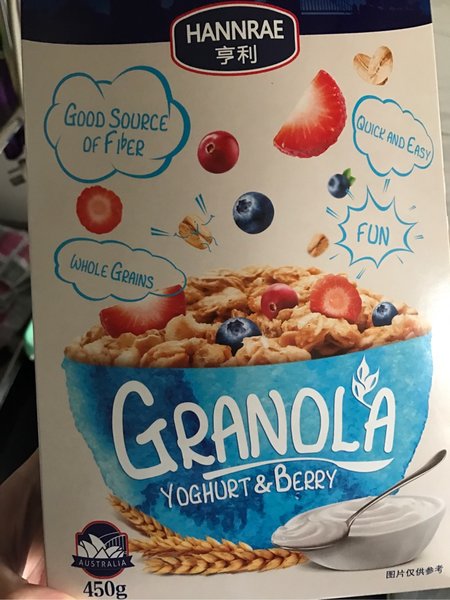 HANNRAE
亨利
GOOD SOURCE
OF FIBER
QUICK AND EASY
FUN
WHOLE GRAINS
GRANOLA
YOGHURT & BERRY
AUSTRALIA
450g
图片仅供参考